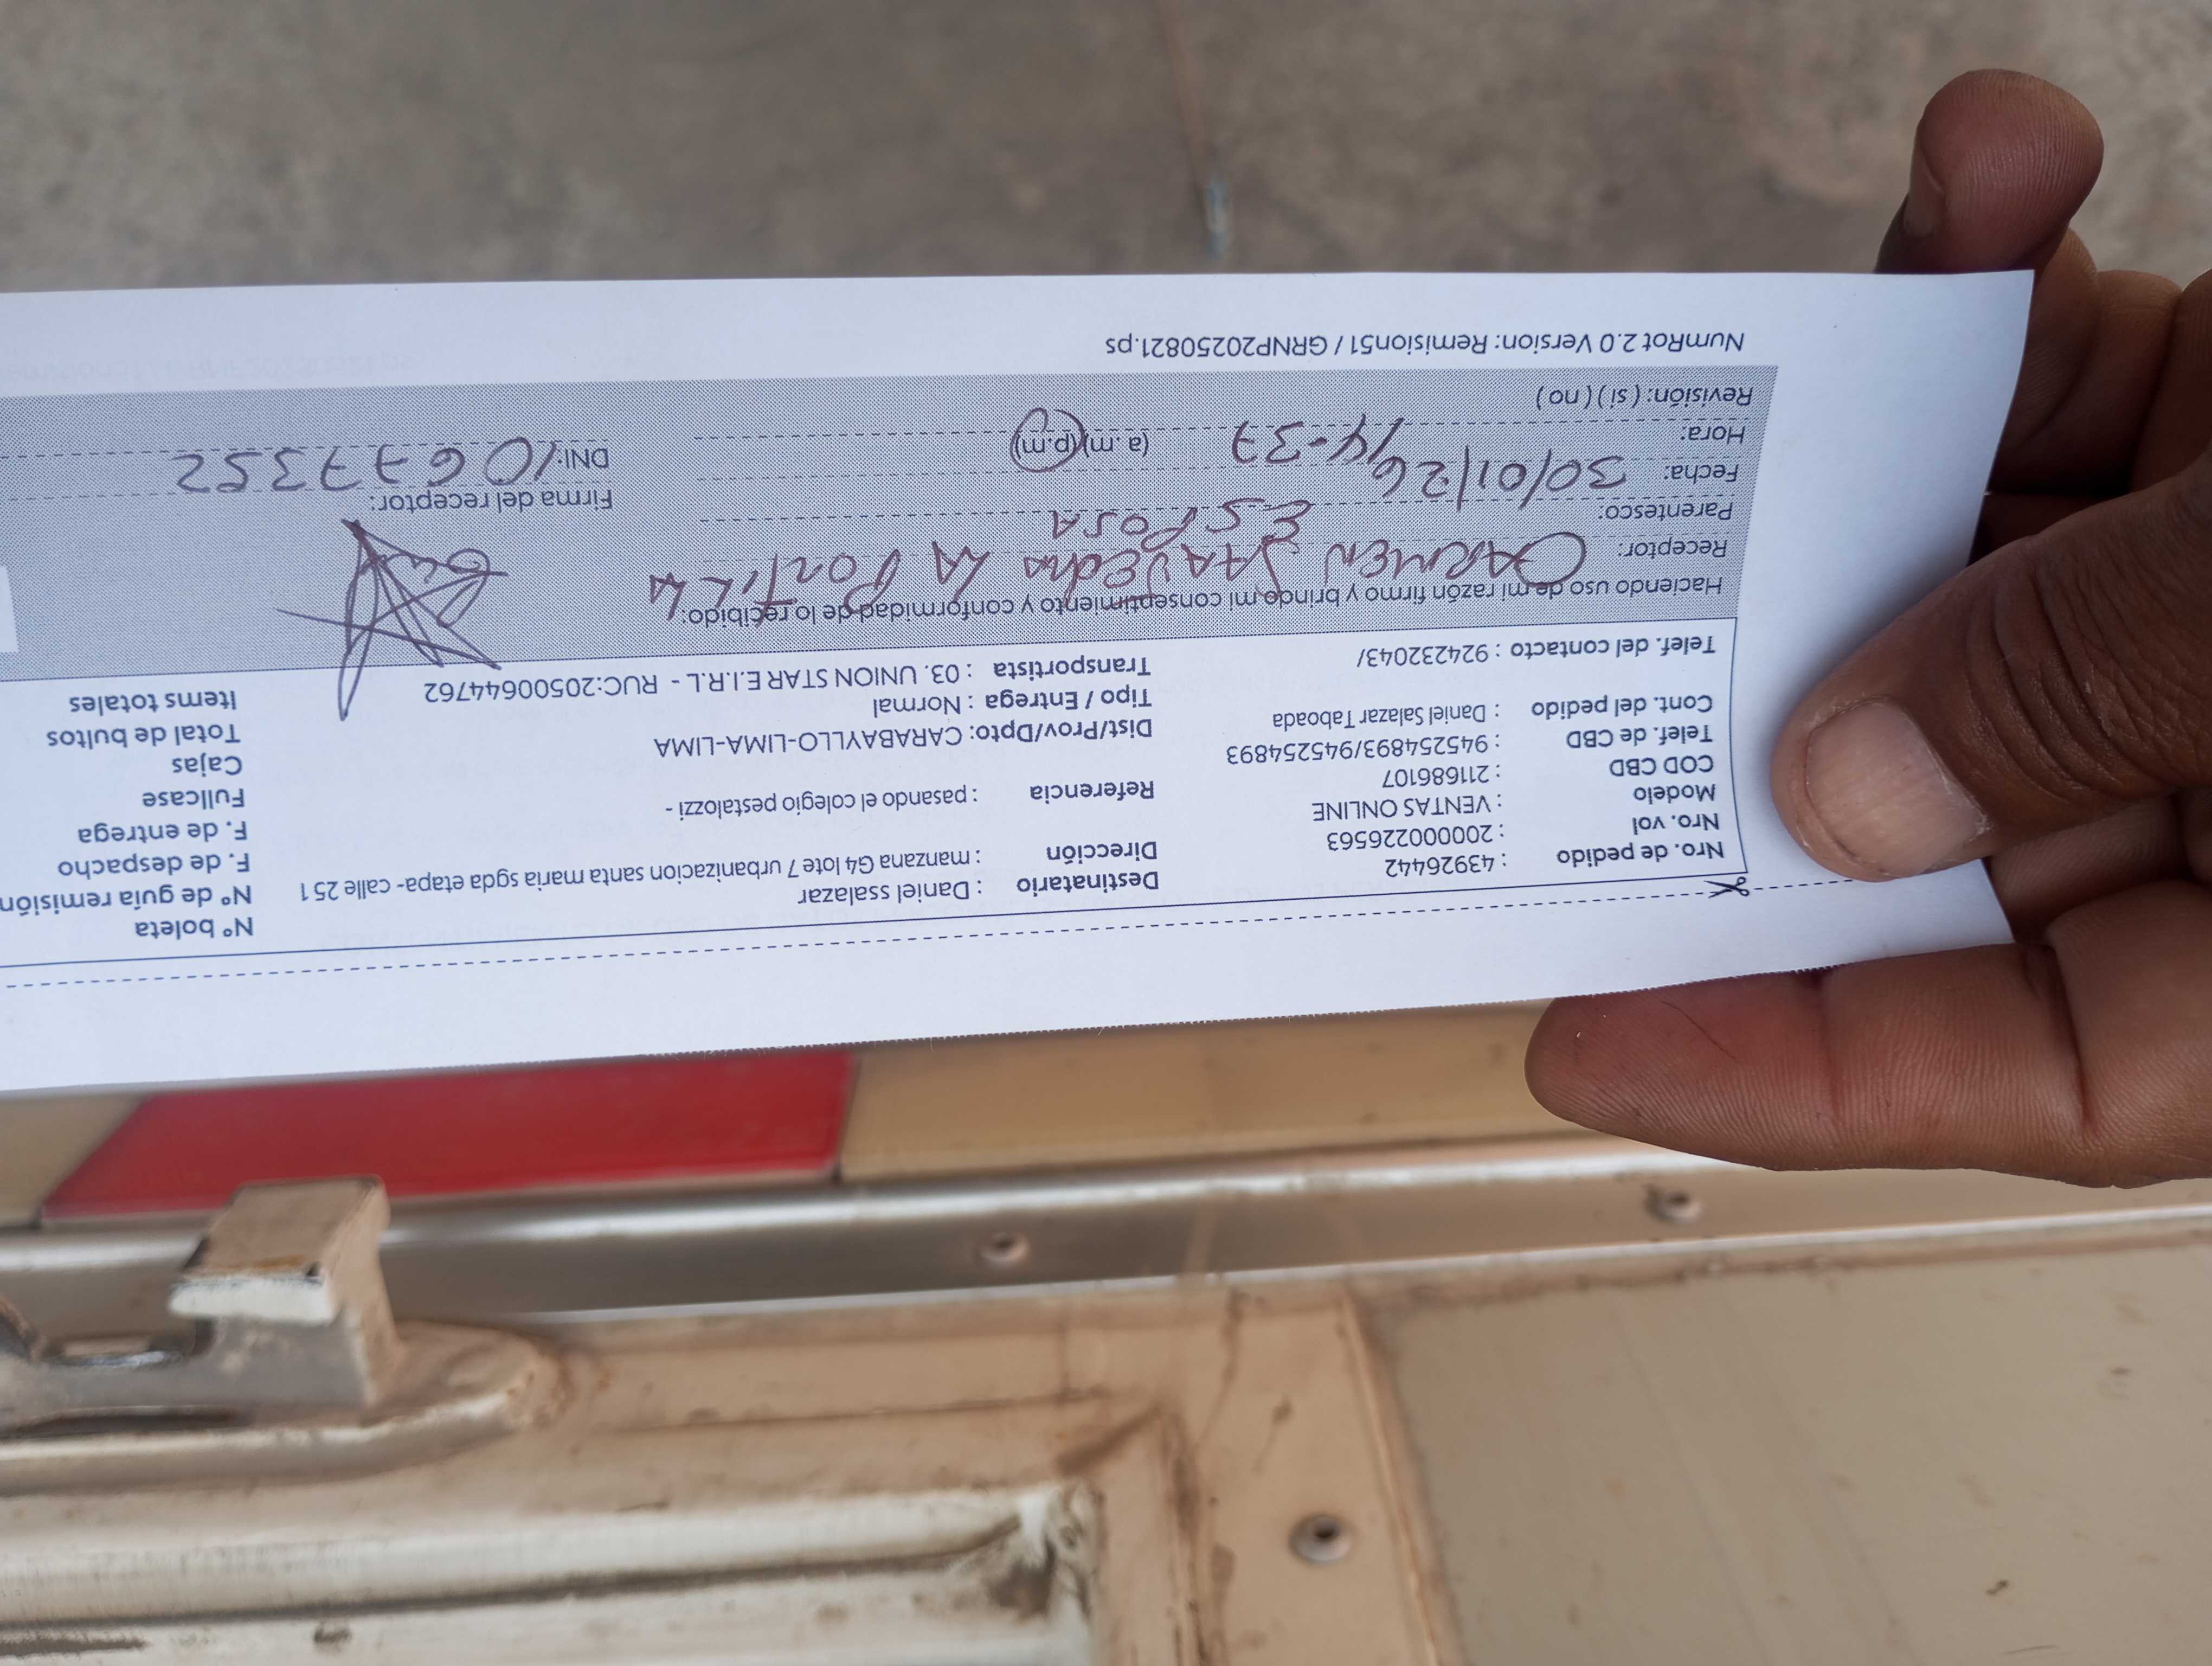 Nro. de pedido : 43926442
Nro. vol : 20000226563
Modelo : VENTAS ONLINE
COD CBD : 211686107
Telef. de CBD : 945254893/945254893
Cont. del pedido : Daniel Salazar Taboada
Telef. del contacto : 924232043/
Destinatario : Daniel ssalazar
Dirección : manzana G4 lote 7 urbanizacion santa maria sgda etapa- calle 25 1
Referencia : pasando el colegio pestalozzi -
Dist/Prov/Dpto: CARABAYLLO-LIMA-LIMA
Tipo / Entrega : Normal
Transportista : 03. UNION STAR E.I.R.L - RUC:20500644762
Nº boleta
Nº de guía remisión
F. de despacho
F. de entrega
Fullcase
Cajas
Total de bultos
Items totales
Haciendo uso de mi razón firmo y brindo mi consentimiento y conformidad de lo recibido:
Receptor: CARMEN SAAVEDRA LA PORTILLA
Parentesco: ESPOSA
Fecha: 30/01/26
Hora: 14-37 (a.m)(p.m)
Revisión: (si) (no)
Firma del receptor:
DNI: 10677352
NumRot 2.0 Version: Remision51 / GRNP20250821.ps